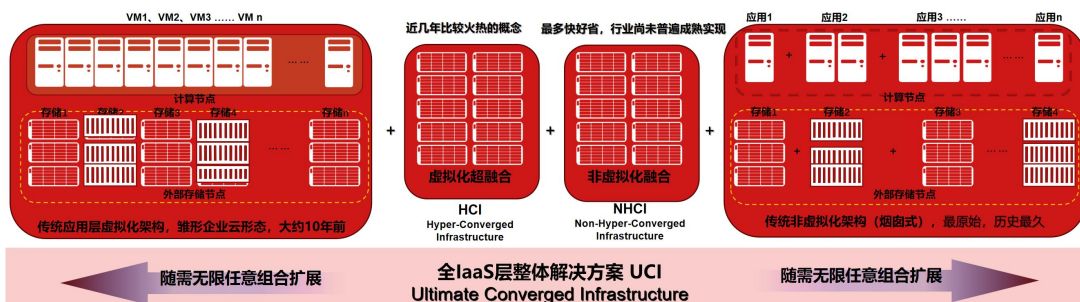 VM1、VM2、VM3 …… VM n
… …
计算节点
存储1
存储2
存储3
存储4
存储n
… …
外部存储节点
传统应用层虚拟化架构，雏形企业云形态，大约10年前
+
近几年比较火热的概念
虚拟化超融合
HCI
Hyper-Converged
Infrastructure
+
最多快好省，行业尚未普遍成熟实现
非虚拟化融合
NHCI
Non-Hyper-Converged
Infrastructure
+
应用1
应用2
应用3 ……
应用n
+
+
… …
计算节点
存储1
存储2
存储3
存储4
+
+
… …
外部存储节点
传统非虚拟化架构（烟囱式），最原始，历史最久
随需无限任意组合扩展
全IaaS层整体解决方案 UCI
Ultimate Converged Infrastructure
随需无限任意组合扩展